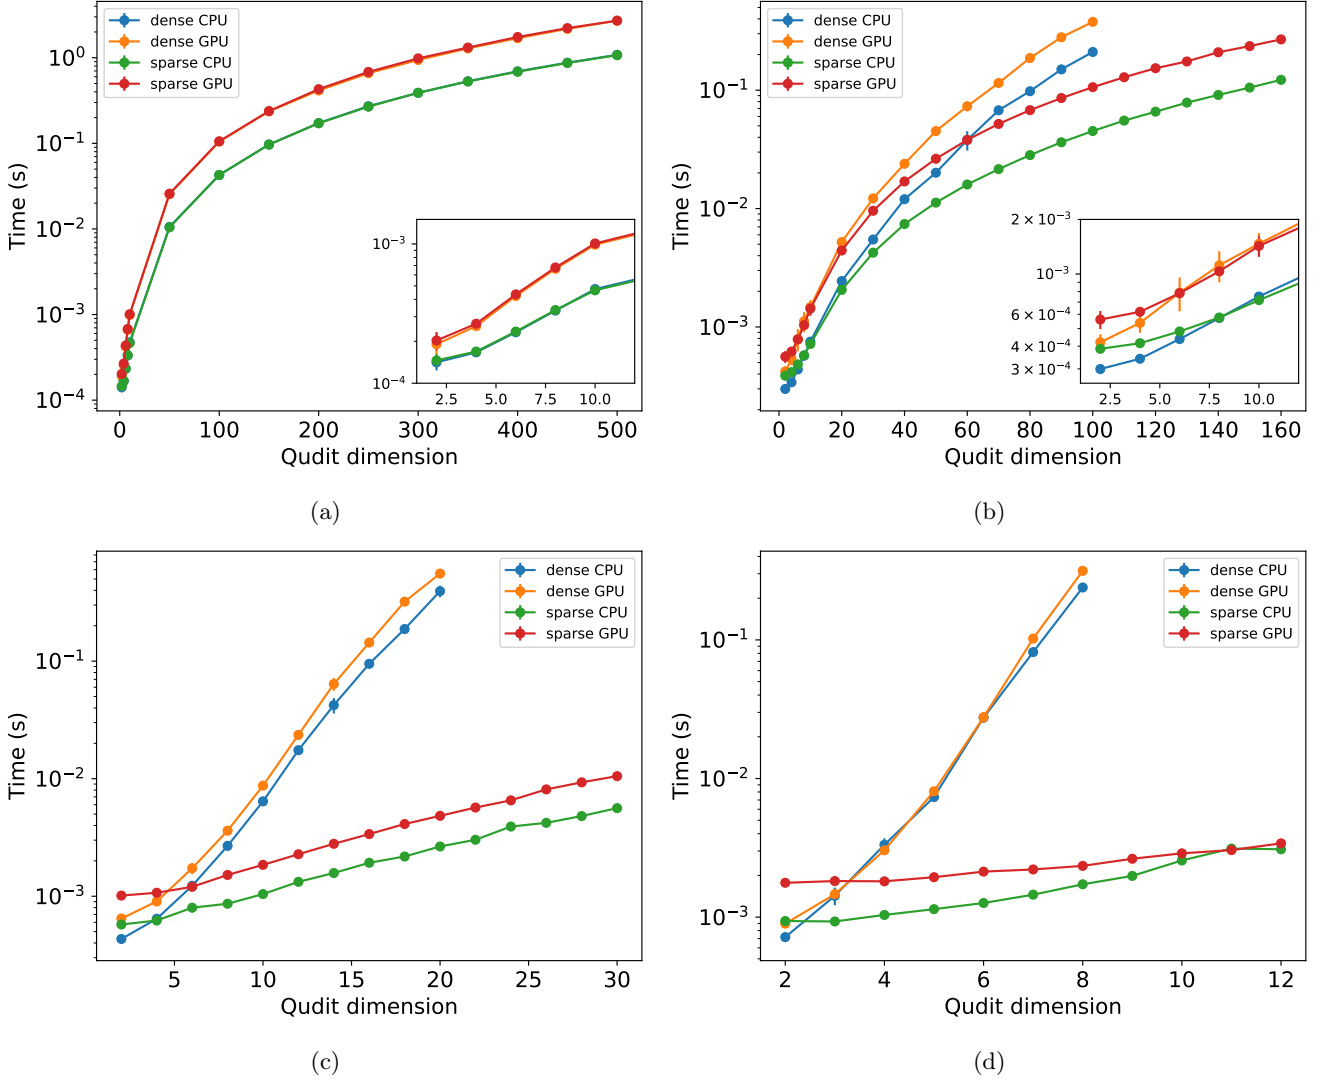 dense CPU
dense GPU
sparse CPU
sparse GPU
Time (s)
10^0
10^-1
10^-2
10^-3
10^-4
10^-3
10^-4
2.5 5.0 7.5 10.0
0 100 200 300 400 500
Qudit dimension
(a)
dense CPU
dense GPU
sparse CPU
sparse GPU
Time (s)
10^-1
10^-2
10^-3
2 × 10^-3
10^-3
6 × 10^-4
4 × 10^-4
3 × 10^-4
2.5 5.0 7.5 10.0
0 20 40 60 80 100 120 140 160
Qudit dimension
(b)
dense CPU
dense GPU
sparse CPU
sparse GPU
Time (s)
10^-1
10^-2
10^-3
5 10 15 20 25 30
Qudit dimension
(c)
dense CPU
dense GPU
sparse CPU
sparse GPU
Time (s)
10^-1
10^-2
10^-3
2 4 6 8 10 12
Qudit dimension
(d)